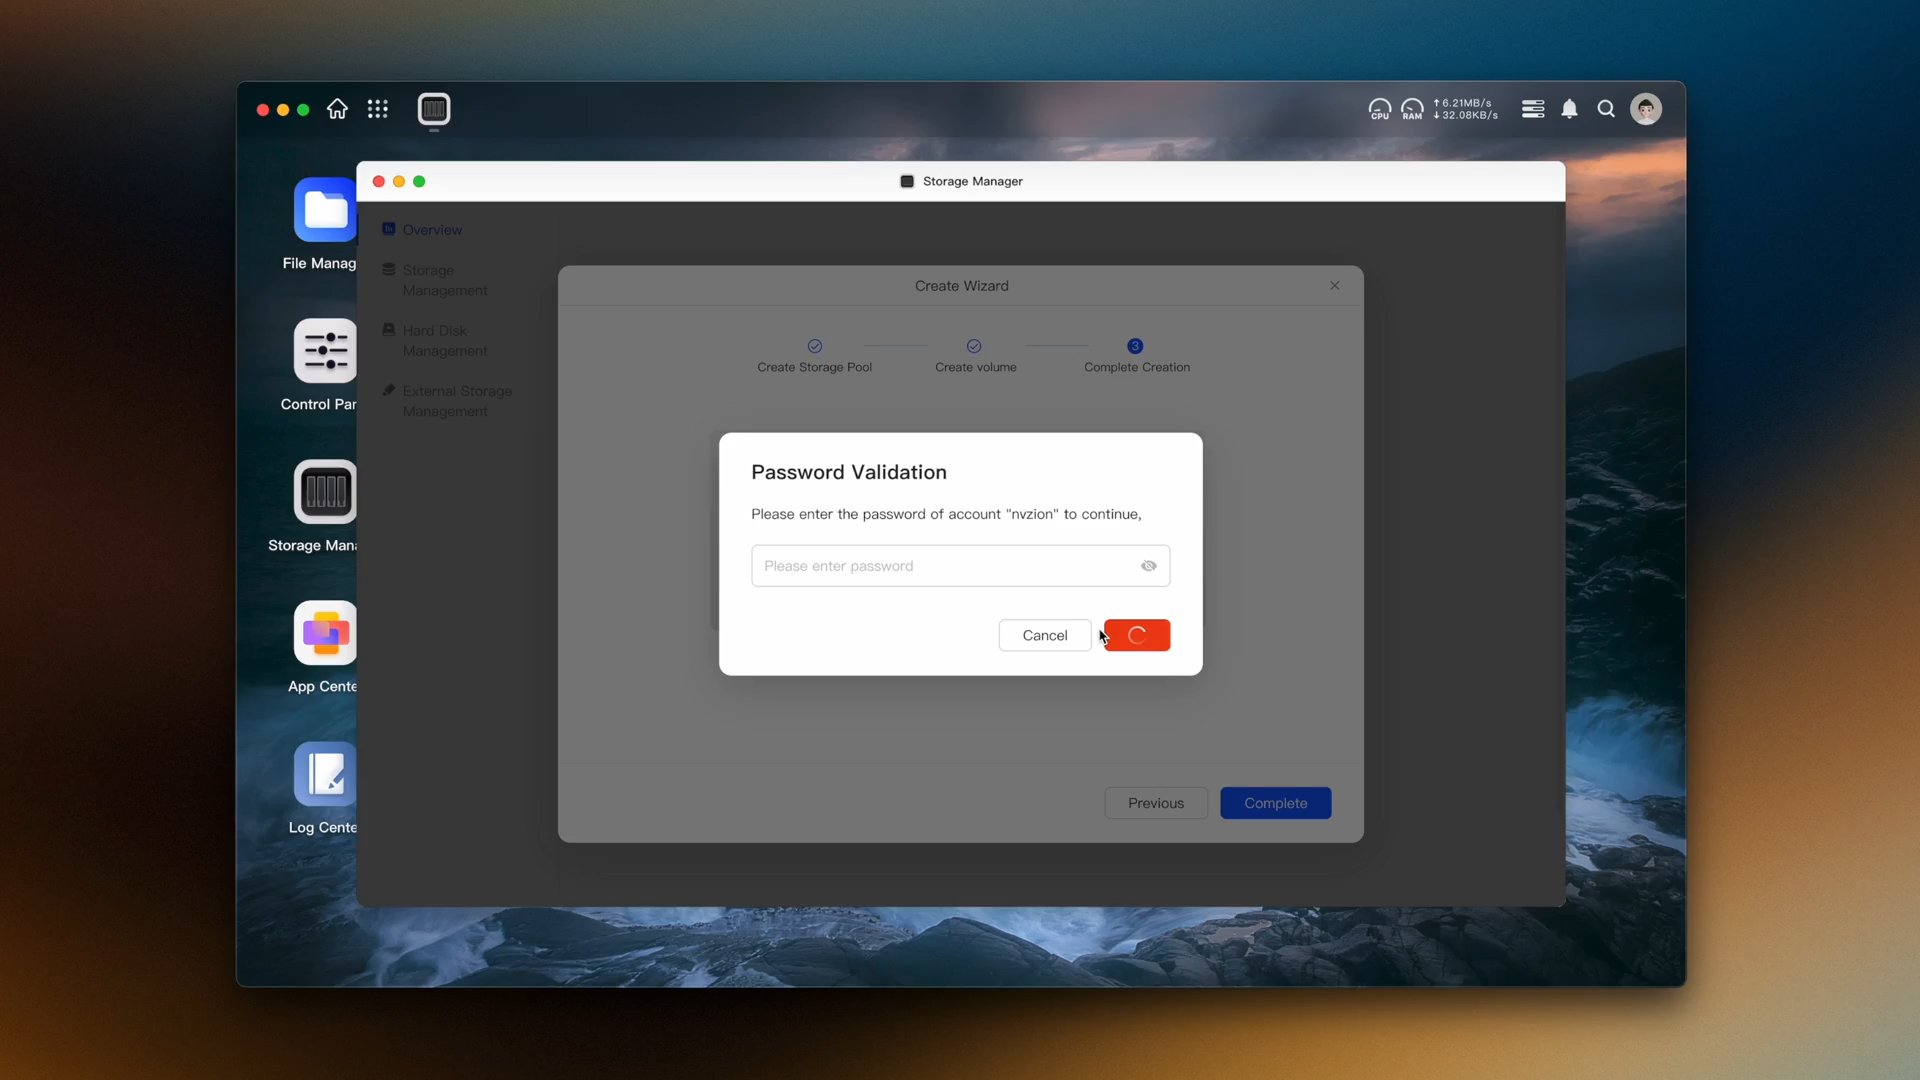 CPU
RAM
6.21MB/s
32.08KB/s
Storage Manager
File Manag
Control Par
Storage Mana
App Cente
Log Cente
Overview
Storage
Management
Hard Disk
Management
External Storage
Management
Create Wizard
3
Create Storage Pool
Create volume
Complete Creation
Password Validation
Please enter the password of account "nvzion" to continue,
Please enter password
Cancel
Previous
Complete